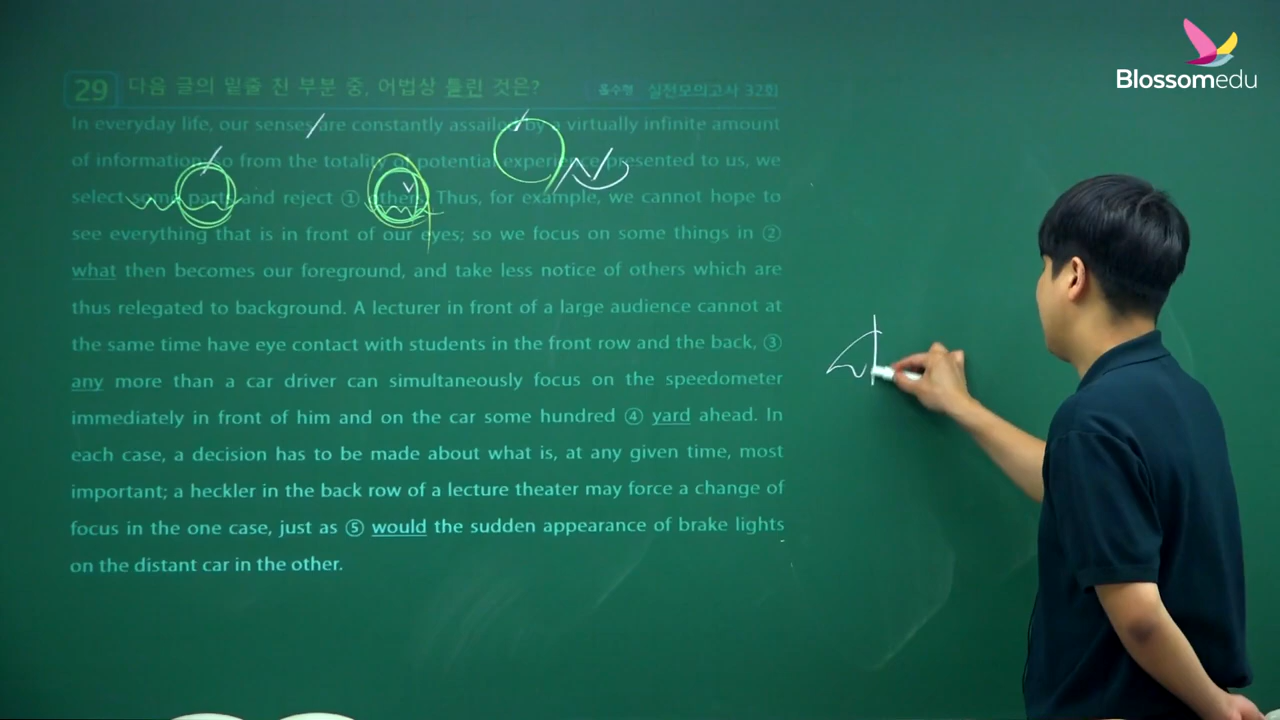 Blossomedu
29 다음 글의 밑줄 친 부분 중, 어법상 틀린 것은? 홀수형 실전모의고사 32회
In everyday life, our senses are constantly assailed by a virtually infinite amount
of information, so from the totality of potential experience presented to us, we
select some parts and reject ① others. Thus, for example, we cannot hope to
see everything that is in front of our eyes; so we focus on some things in ②
what then becomes our foreground, and take less notice of others which are
thus relegated to background. A lecturer in front of a large audience cannot at
the same time have eye contact with students in the front row and the back, ③
any more than a car driver can simultaneously focus on the speedometer
immediately in front of him and on the car some hundred ④ yard ahead. In
each case, a decision has to be made about what is, at any given time, most
important; a heckler in the back row of a lecture theater may force a change of
focus in the one case, just as ⑤ would the sudden appearance of brake lights
on the distant car in the other.